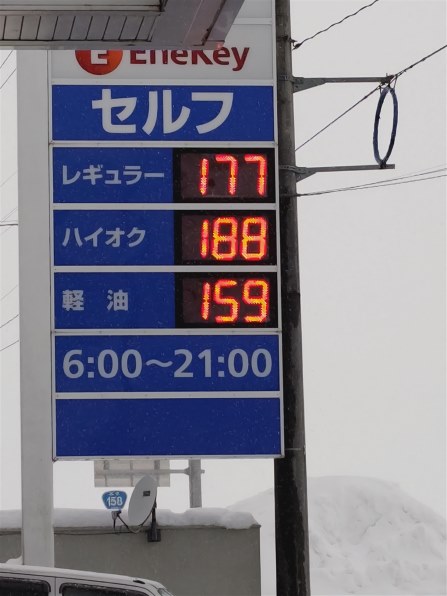 E EneKey
セルフ
レギュラー 177
ハイオク 188
軽油 159
6:00～21:00
158